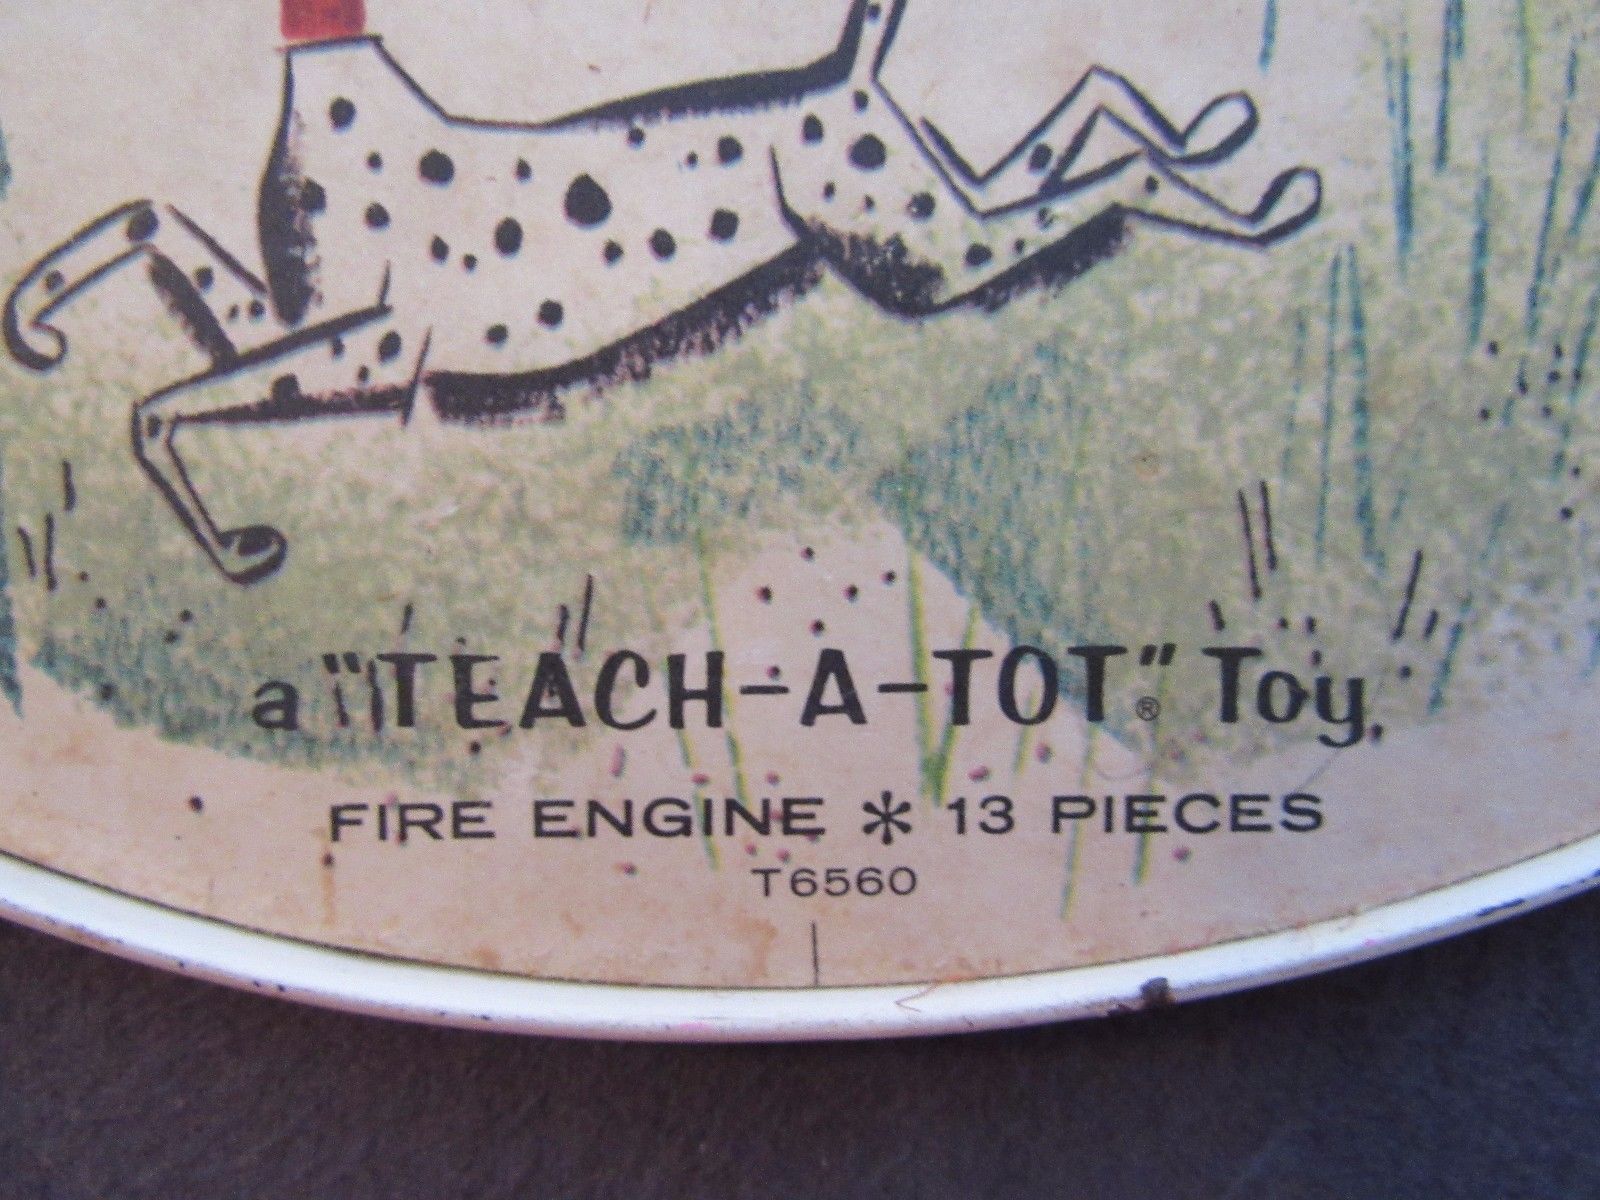 a "TEACH-A-TOT"® Toy.
FIRE ENGINE * 13 PIECES
T6560